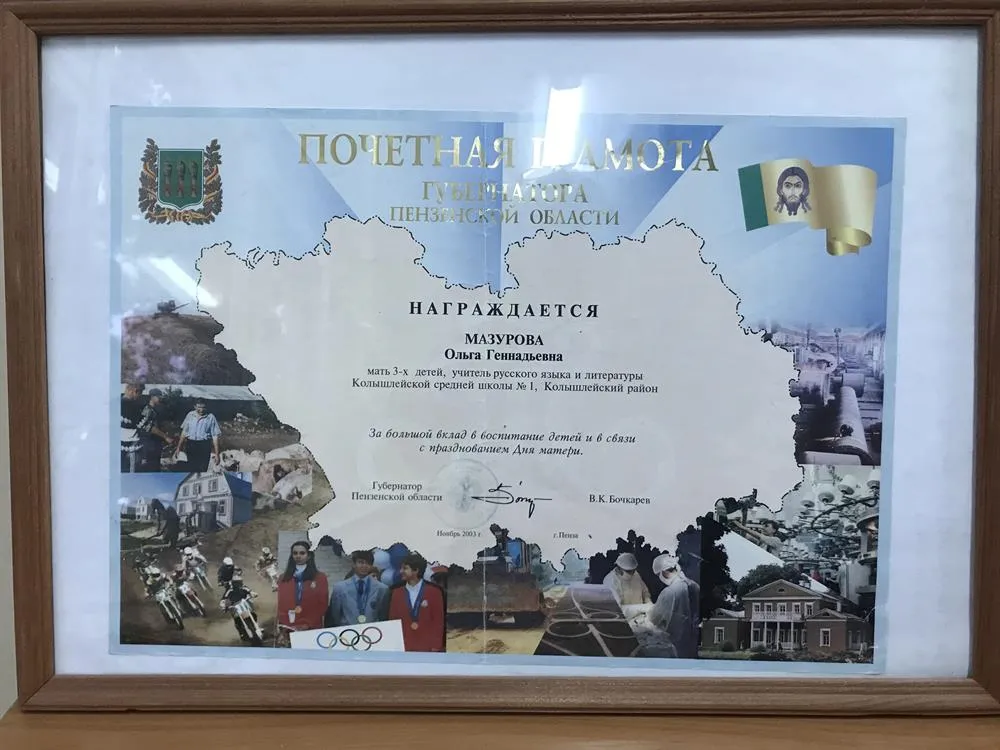 ПОЧЕТНАЯ ГРАМОТА
ГУБЕРНАТОРА
ПЕНЗЕНСКОЙ ОБЛАСТИ
НАГРАЖДАЕТСЯ
МАЗУРОВА
Ольга Геннадьевна
мать 3-х детей, учитель русского языка и литературы
Колышлейской средней школы № 1, Колышлейский район
За большой вклад в воспитание детей и в связи
с празднованием Дня матери.
Губернатор
Пензенской области
В.К. Бочкарев
Ноябрь 2003 г.
г. Пенза